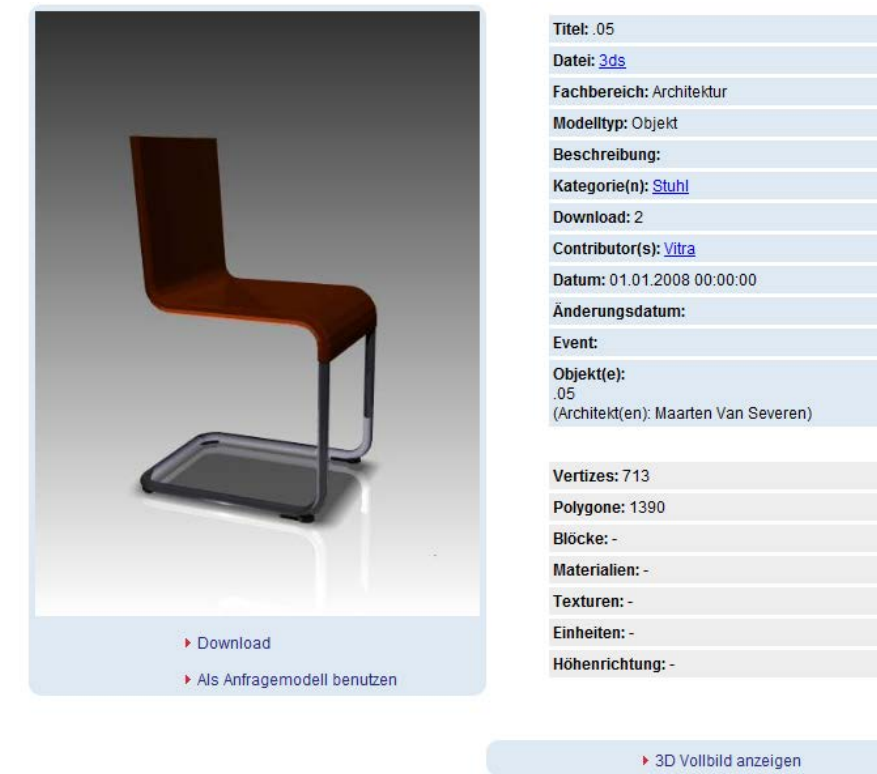 Titel: .05
Datei: 3ds
Fachbereich: Architektur
Modelltyp: Objekt
Beschreibung:
Kategorie(n): Stuhl
Download: 2
Contributor(s): Vitra
Datum: 01.01.2008 00:00:00
Änderungsdatum:
Event:
Objekt(e):
.05
(Architekt(en): Maarten Van Severen)
Vertizes: 713
Polygone: 1390
Blöcke: -
Materialien: -
Texturen: -
Einheiten: -
Höhenrichtung: -
Download
Als Anfragemodell benutzen
3D Vollbild anzeigen